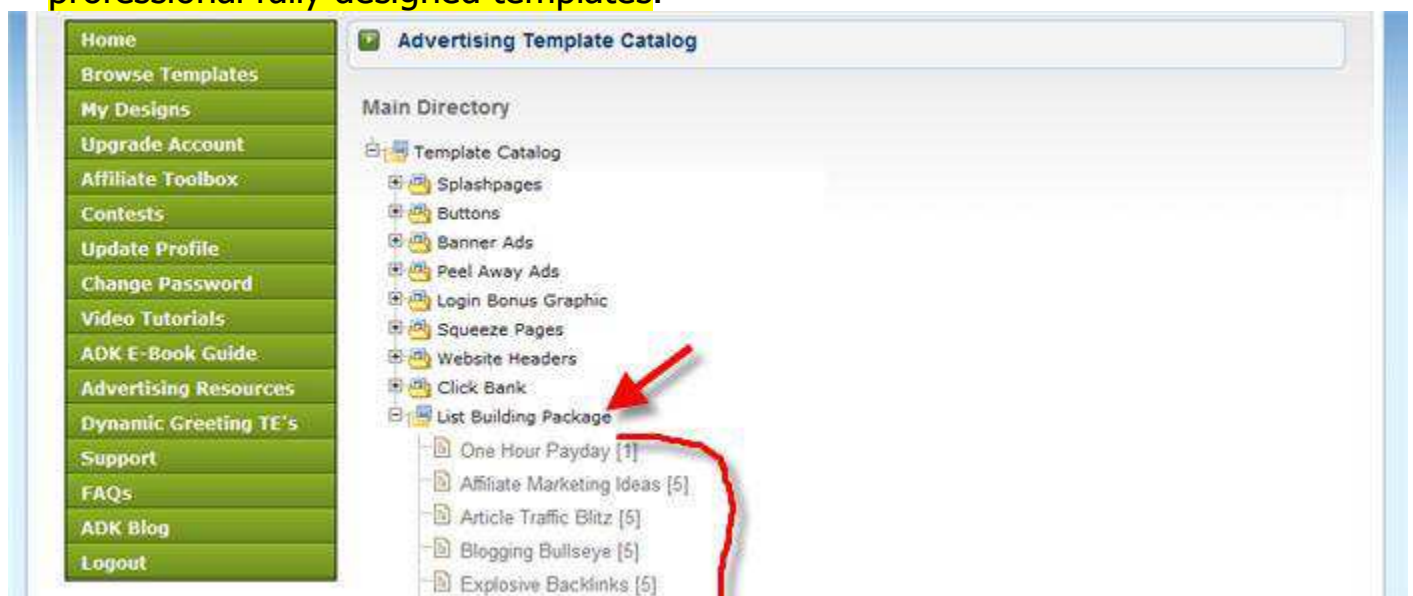 professional fully designed templates.
Home
Browse Templates
My Designs
Upgrade Account
Affiliate Toolbox
Contests
Update Profile
Change Password
Video Tutorials
ADK E-Book Guide
Advertising Resources
Dynamic Greeting TE's
Support
FAQs
ADK Blog
Logout
Advertising Template Catalog
Main Directory
Template Catalog
Splashpages
Buttons
Banner Ads
Peel Away Ads
Login Bonus Graphic
Squeeze Pages
Website Headers
Click Bank
List Building Package
One Hour Payday [1]
Affiliate Marketing Ideas [5]
Article Traffic Blitz [5]
Blogging Bullseye [5]
Explosive Backlinks [5]